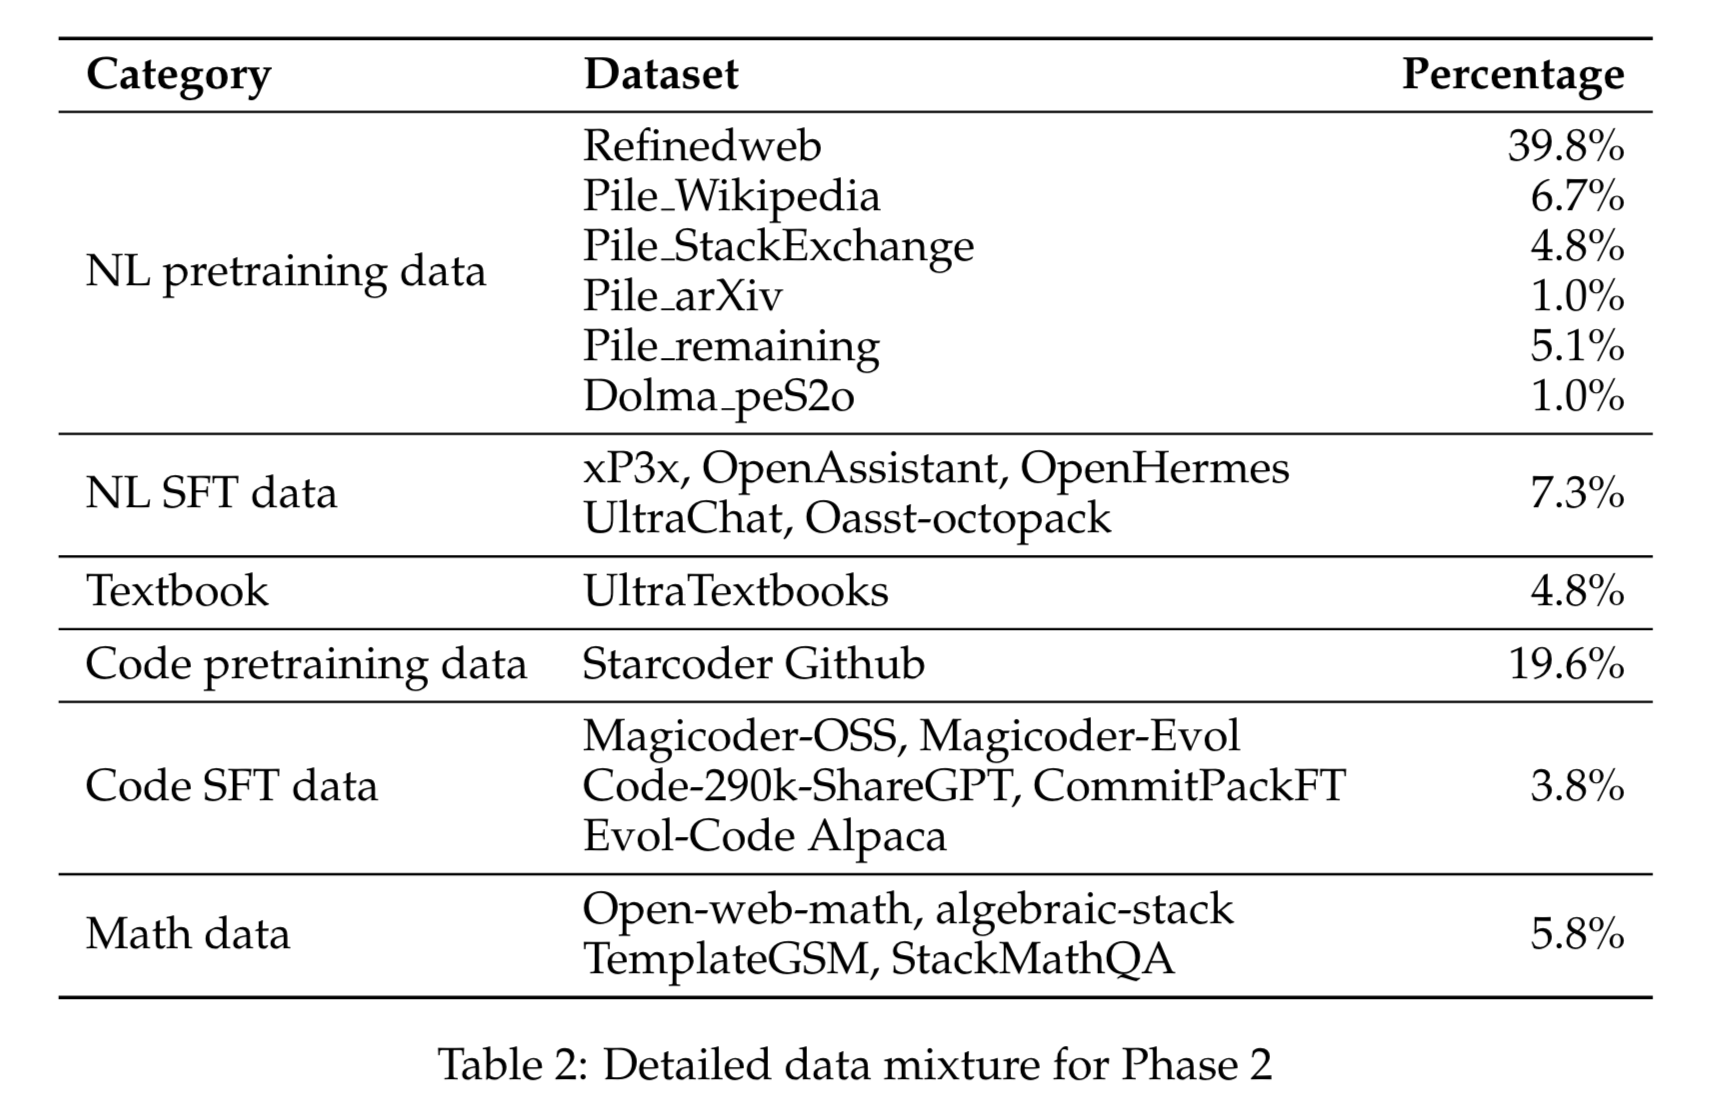 Category Dataset Percentage
Refinedweb 39.8%
Pile_Wikipedia 6.7%
Pile_StackExchange 4.8%
NL pretraining data
Pile_arXiv 1.0%
Pile_remaining 5.1%
Dolma_peS2o 1.0%
xP3x, OpenAssistant, OpenHermes
NL SFT data 7.3%
UltraChat, Oasst-octopack
Textbook UltraTextbooks 4.8%
Code pretraining data Starcoder Github 19.6%
Magicoder-OSS, Magicoder-Evol
Code SFT data Code-290k-ShareGPT, CommitPackFT 3.8%
Evol-Code Alpaca
Open-web-math, algebraic-stack
Math data 5.8%
TemplateGSM, StackMathQA
Table 2: Detailed data mixture for Phase 2